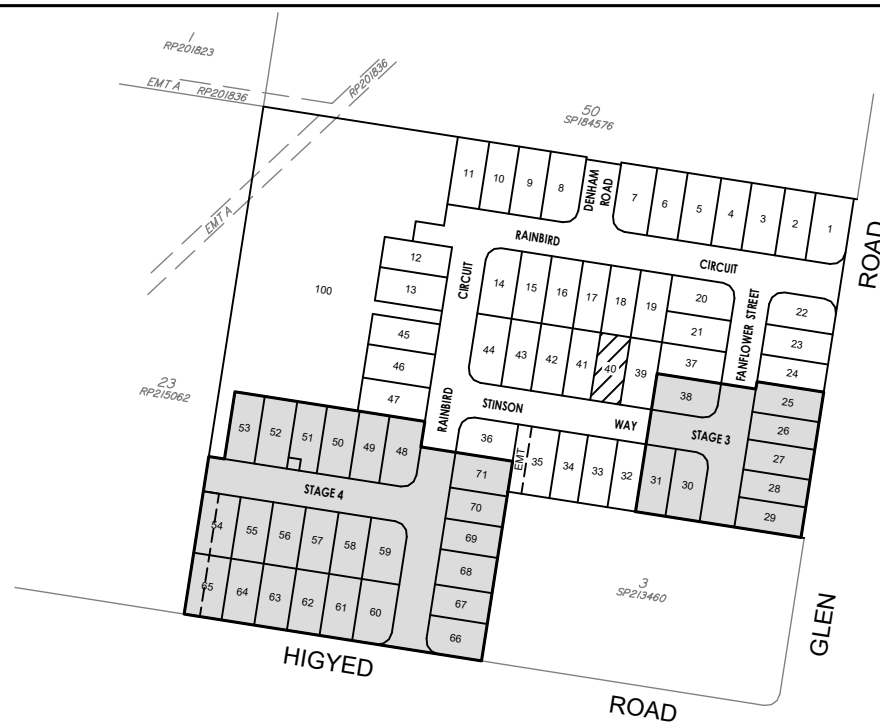 1
RP201823
EMT A RP201836
RP201836
EMT A
50
SP184576
11 10 9 8
DENHAM
ROAD
7 6 5 4 3 2 1
RAINBIRD
CIRCUIT
ROAD
12
13
100
CIRCUIT
14 15 16 17 18 19
20
21
FANFLOWER STREET
22
23
24
45
46
47
44 43 42 41 40 39
37
38
23
RP215062
RAINBIRD
STINSON
WAY
STAGE 3
25
26
27
28
29
53 52 51 50 49 48
36
EMT
35 34 33 32
31 30
STAGE 4
71
70
69
68
67
66
54 55 56 57 58 59
65 64 63 62 61 60
3
SP213460
GLEN
HIGYED
ROAD